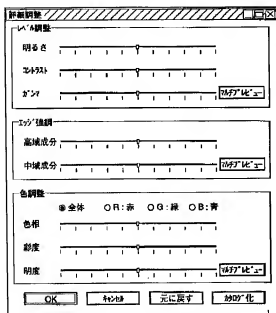 詳細調整
レベル調整
明るさ
コントラスト
ガンマ
マルチプレビュー
エッジ強調
高域成分
中域成分
マルチプレビュー
色調整
◉全体 ○R:赤 ○G:緑 ○B:青
色相
彩度
明度
マルチプレビュー
OK キャンセル 元に戻す カタログ化